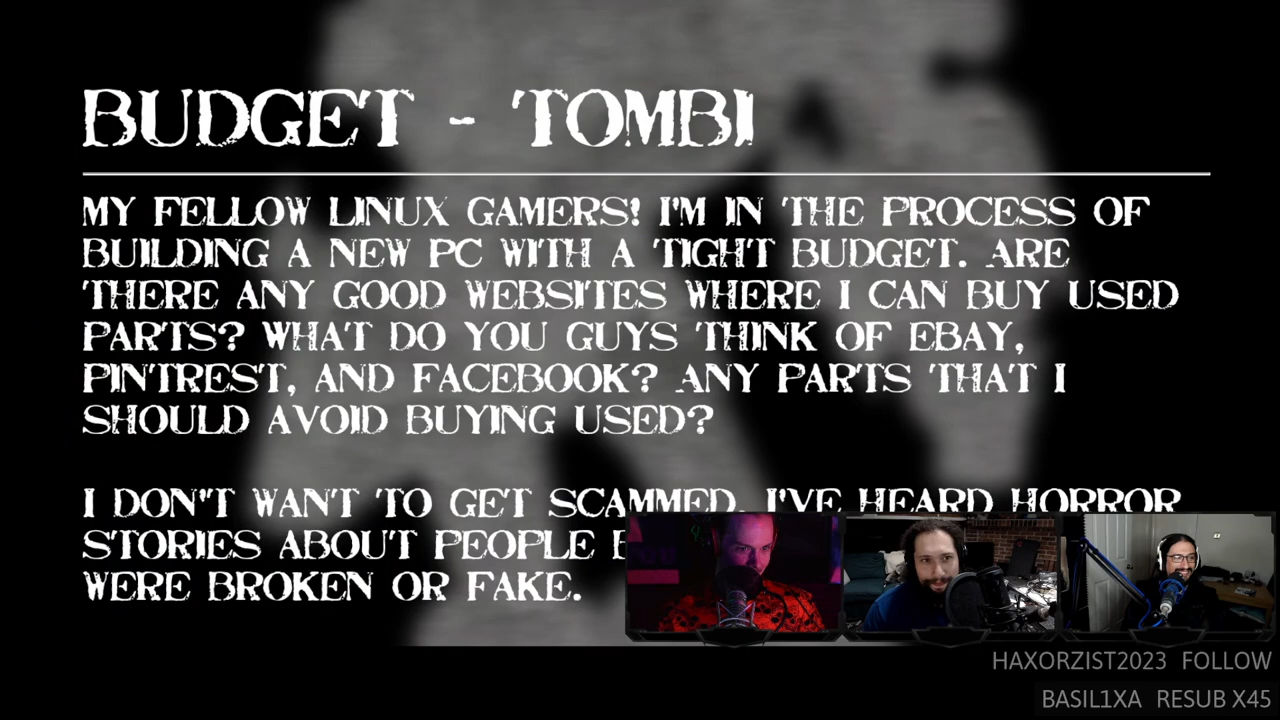 BUDGET - TOMBI
MY FELLOW LINUX GAMERS! I'M IN THE PROCESS OF
BUILDING A NEW PC WITH A TIGHT BUDGET. ARE
THERE ANY GOOD WEBSITES WHERE I CAN BUY USED
PARTS? WHAT DO YOU GUYS THINK OF EBAY,
PINTREST, AND FACEBOOK? ANY PARTS THAT I
SHOULD AVOID BUYING USED?
I DON'T WANT TO GET SCAMMED. I'VE HEARD HORROR
STORIES ABOUT PEOPLE
WERE BROKEN OR FAKE.
HAXORZIST2023 FOLLOW
BASIL1XA RESUB X45